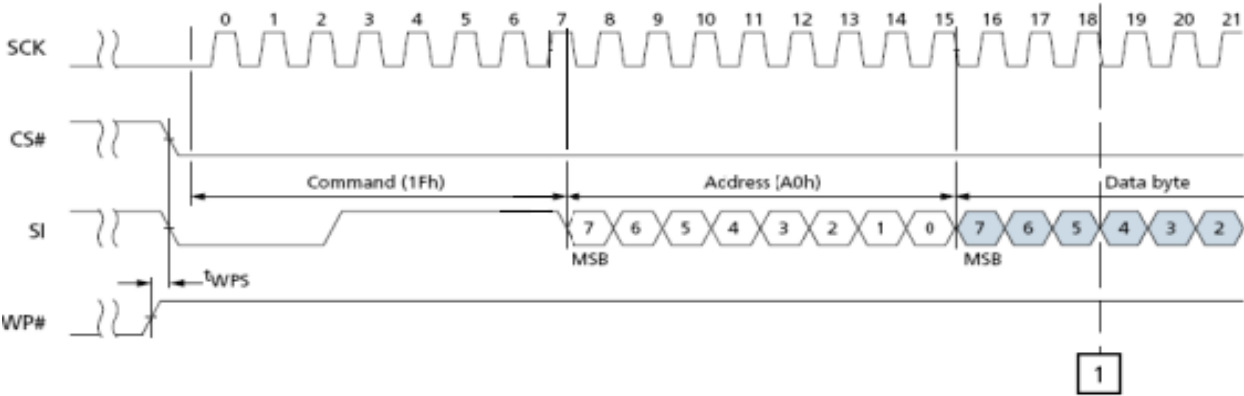 0 1 2 3 4 5 6 7 8 9 10 11 12 13 14 15 16 17 18 19 20 21
SCK
CS#
Command (1Fh) Address (A0h) Data byte
SI 7 6 5 4 3 2 1 0 7 6 5 4 3 2
MSB MSB
tWPS
WP#
1